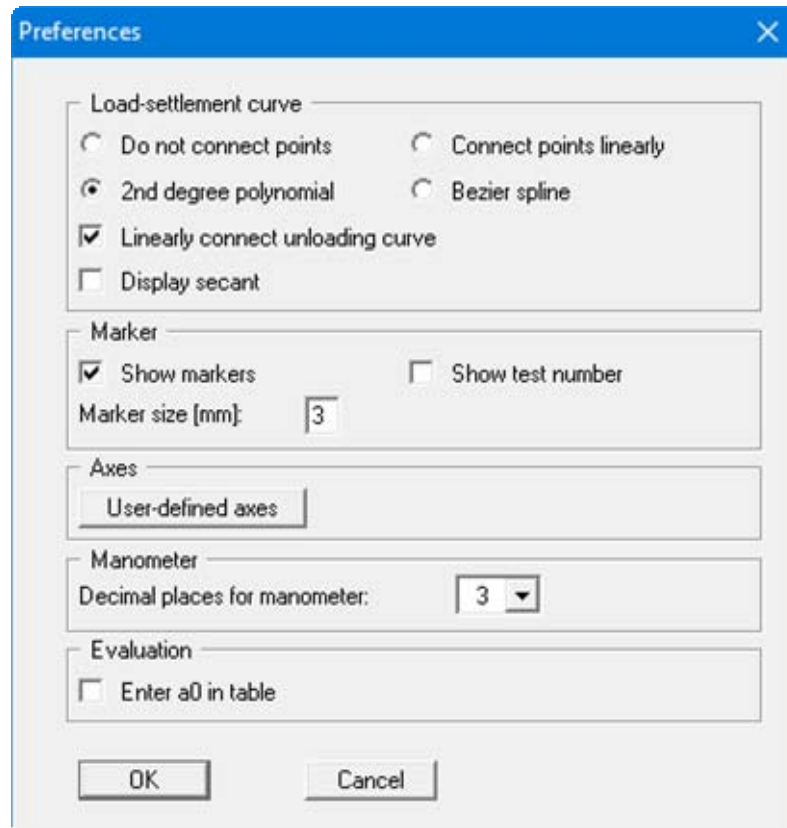 Preferences
Load-settlement curve
Do not connect points Connect points linearly
2nd degree polynomial Bezier spline
Linearly connect unloading curve
Display secant
Marker
Show markers Show test number
Marker size [mm]: 3
Axes
User-defined axes
Manometer
Decimal places for manometer: 3
Evaluation
Enter a0 in table
OK Cancel